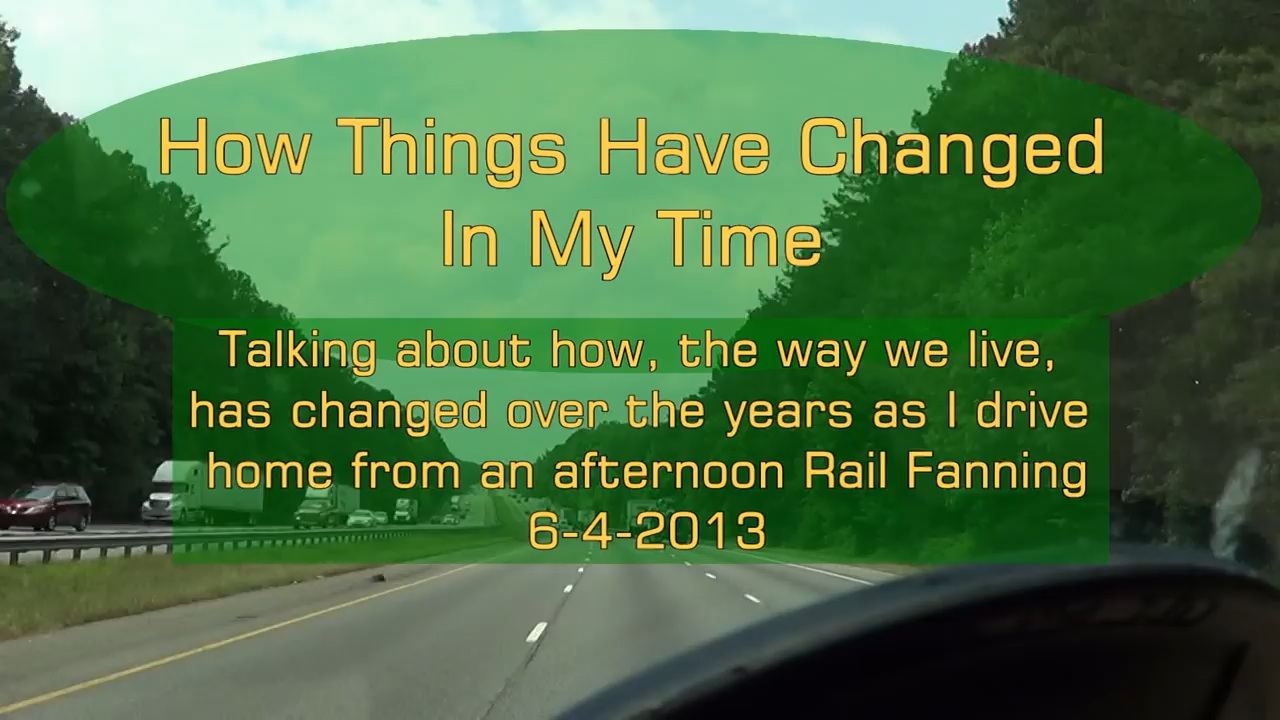 How Things Have Changed
In My Time
Talking about how, the way we live,
has changed over the years as I drive
home from an afternoon Rail Fanning
6-4-2013